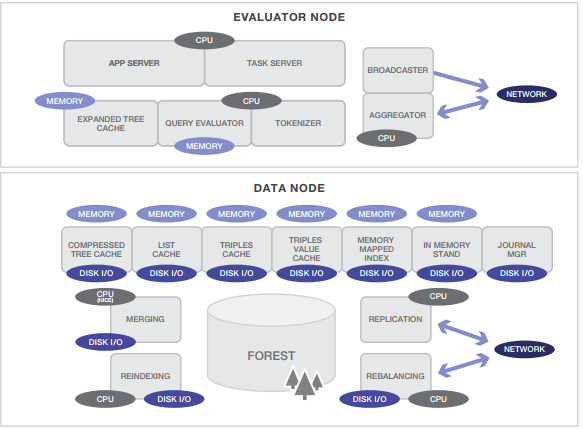 EVALUATOR NODE
CPU
APP SERVER
TASK SERVER
BROADCASTER
MEMORY
CPU
NETWORK
EXPANDED TREE
CACHE
QUERY EVALUATOR
TOKENIZER
AGGREGATOR
MEMORY
CPU
DATA NODE
MEMORY
MEMORY
MEMORY
MEMORY
MEMORY
MEMORY
COMPRESSED
TREE CACHE
LIST
CACHE
TRIPLES
CACHE
TRIPLES
VALUE
CACHE
MEMORY
MAPPED
INDEX
IN MEMORY
STAND
JOURNAL
MGR
DISK I/O
DISK I/O
DISK I/O
DISK I/O
DISK I/O
DISK I/O
DISK I/O
CPU
(NICE)
CPU
MERGING
REPLICATION
DISK I/O
FOREST
NETWORK
REINDEXING
REBALANCING
CPU
DISK I/O
DISK I/O
CPU